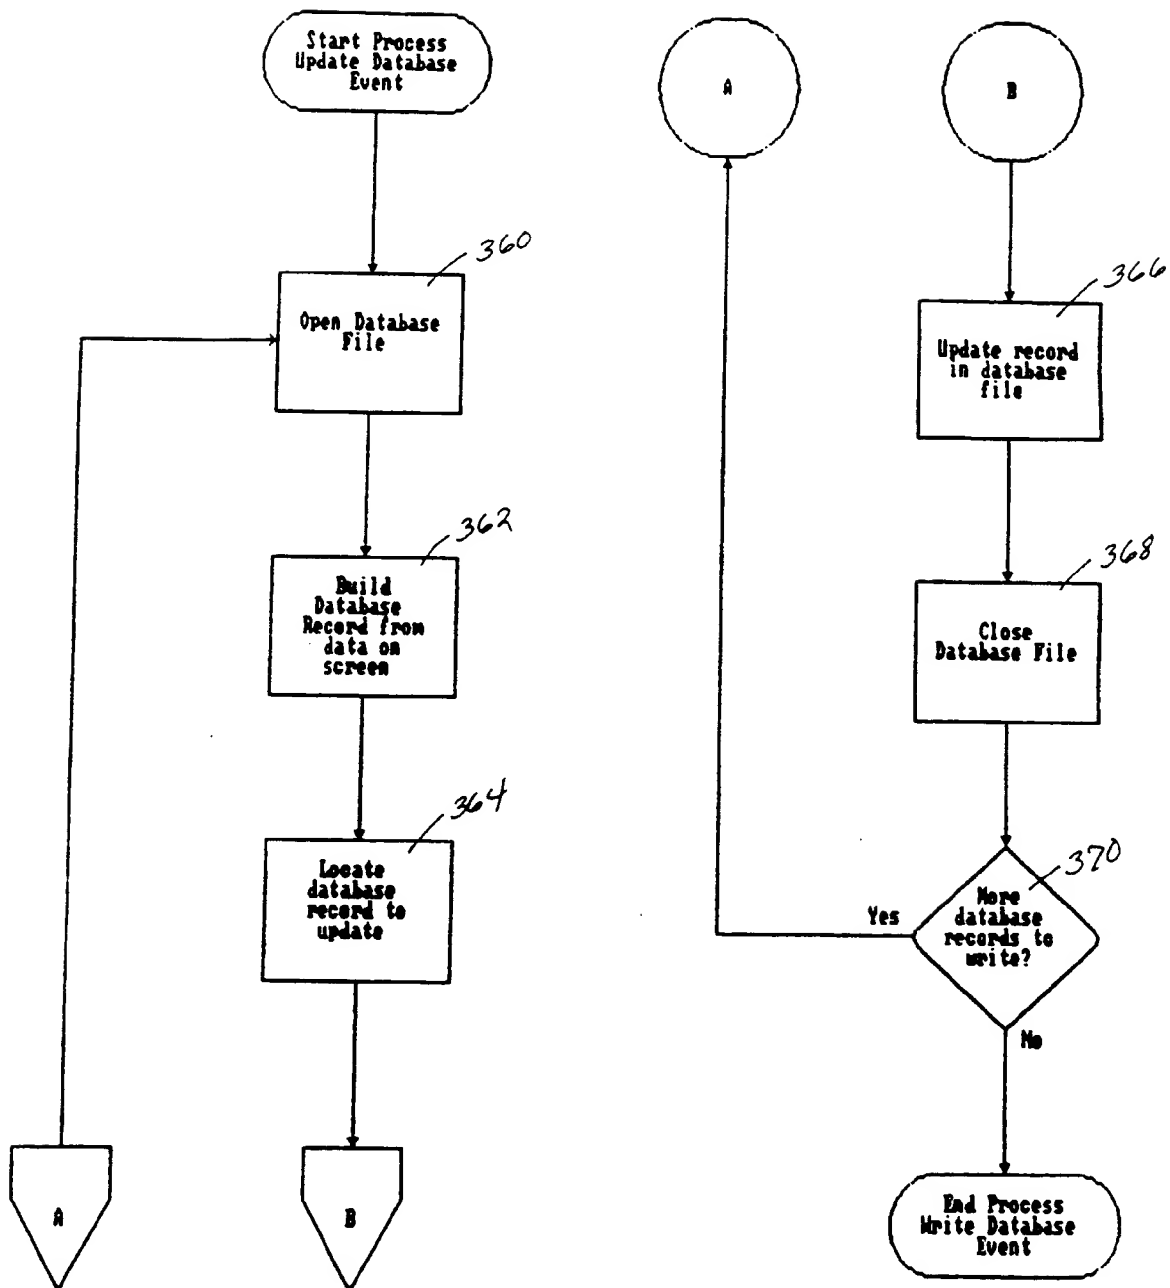 Start Process
Update Database
Event
360
Open Database
File
362
Build
Database
Record from
data on
screen
364
Locate
database
record to
update
A
B
A
B
366
Update record
in database
file
368
Close
Database File
370
More
database
records to
write?
Yes
No
End Process
Write Database
Event